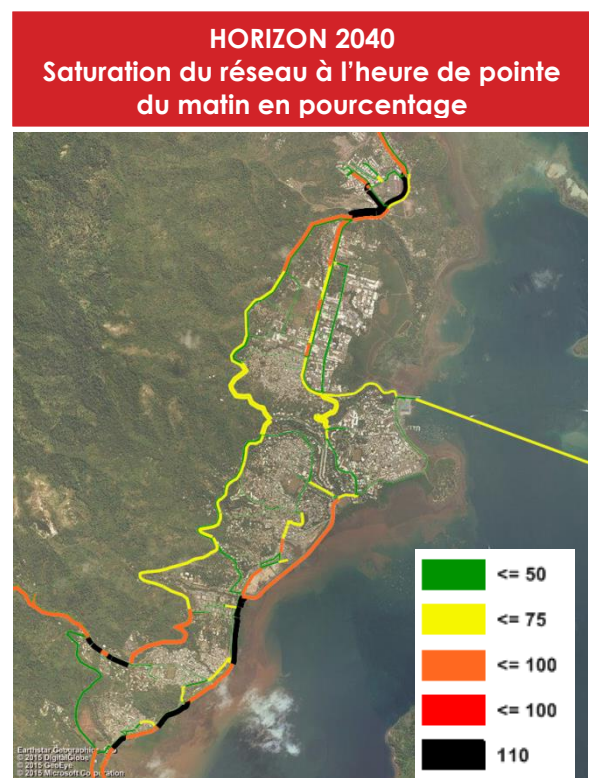 HORIZON 2040
Saturation du réseau à l'heure de pointe
du matin en pourcentage
<= 50
<= 75
<= 100
<= 100
110
Earthstar Geographics
© 2015 DigitalGlobe
© 2015 GeoEye
© 2015 Microsoft Corporation